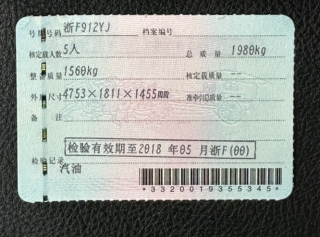 号牌号码 浙F912YJ 档案编号
核定载人数 5人 总质量 1980kg
整备质量 1560kg 核定载质量 --
外廓尺寸 4753×1811×1455mm 准牵引总质量 --
备注
检验有效期至2018 年05 月浙F(00)
检验记录
汽油
*3320019355345*